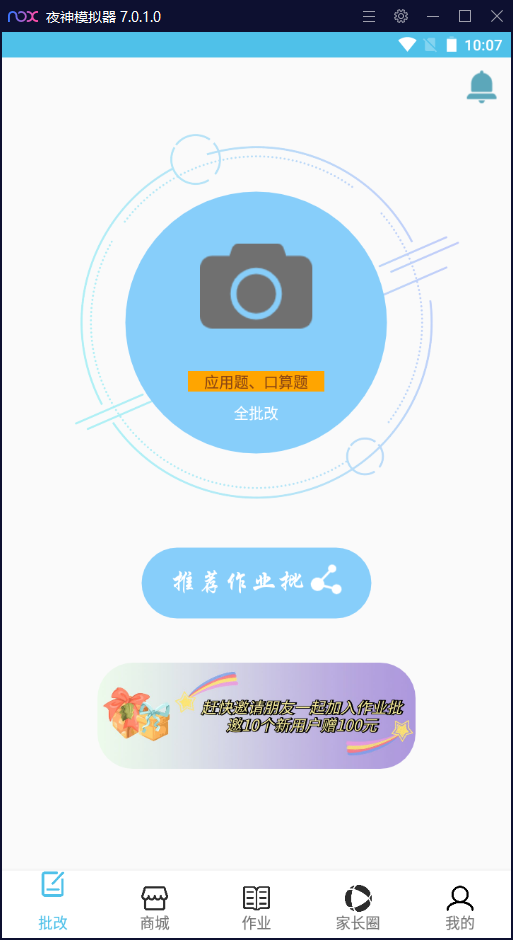 nox 夜神模拟器 7.0.1.0
10:07
应用题、口算题
全批改
推荐作业批
赶快邀请朋友一起加入作业批
邀10个新用户赠100元
批改 商城 作业 家长圈 我的